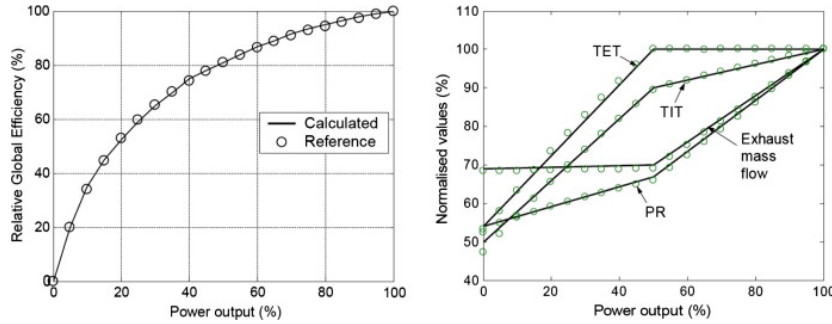 Relative Global Efficiency (%)
100
80
60
40
20
0
0
20
40
60
80
100
Power output (%)
Calculated
Reference
Normalised values (%)
110
100
90
80
70
60
50
40
0
20
40
60
80
100
Power output (%)
TET
TIT
Exhaust
mass
flow
PR